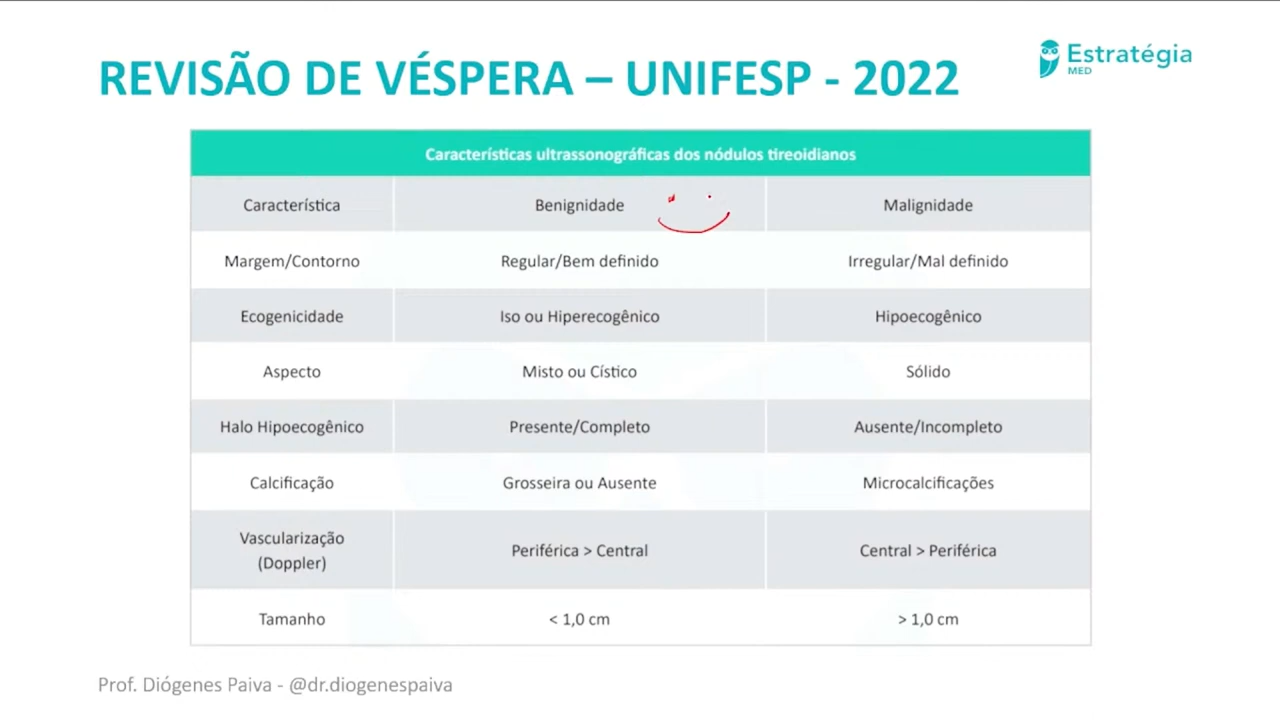 REVISÃO DE VÉSPERA – UNIFESP - 2022
Estratégia
MED
Características ultrassonográficas dos nódulos tireoidianos
Característica Benignidade Malignidade
Margem/Contorno Regular/Bem definido Irregular/Mal definido
Ecogenicidade Iso ou Hiperecogênico Hipoecogênico
Aspecto Misto ou Cístico Sólido
Halo Hipoecogênico Presente/Completo Ausente/Incompleto
Calcificação Grosseira ou Ausente Microcalcificações
Vascularização
(Doppler) Periférica > Central Central > Periférica
Tamanho < 1,0 cm > 1,0 cm
Prof. Diógenes Paiva - @dr.diogenespaiva